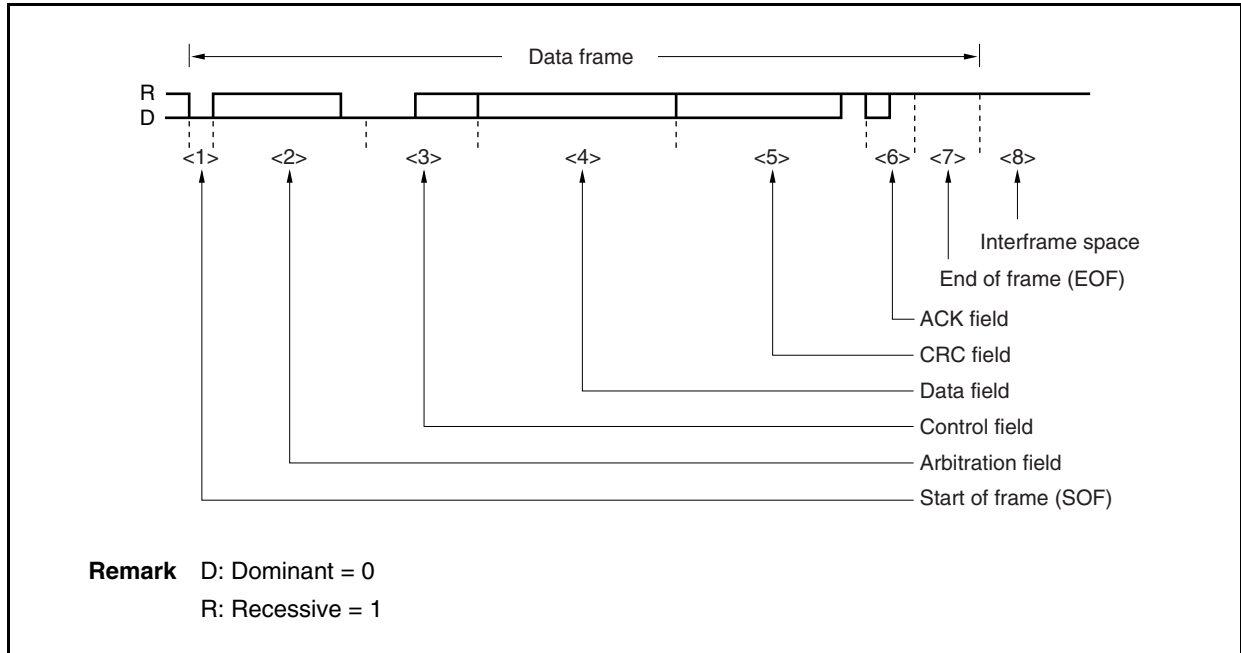 Data frame
R
D
<1> <2> <3> <4> <5> <6> <7> <8>
Interframe space
End of frame (EOF)
ACK field
CRC field
Data field
Control field
Arbitration field
Start of frame (SOF)
Remark D: Dominant = 0
R: Recessive = 1